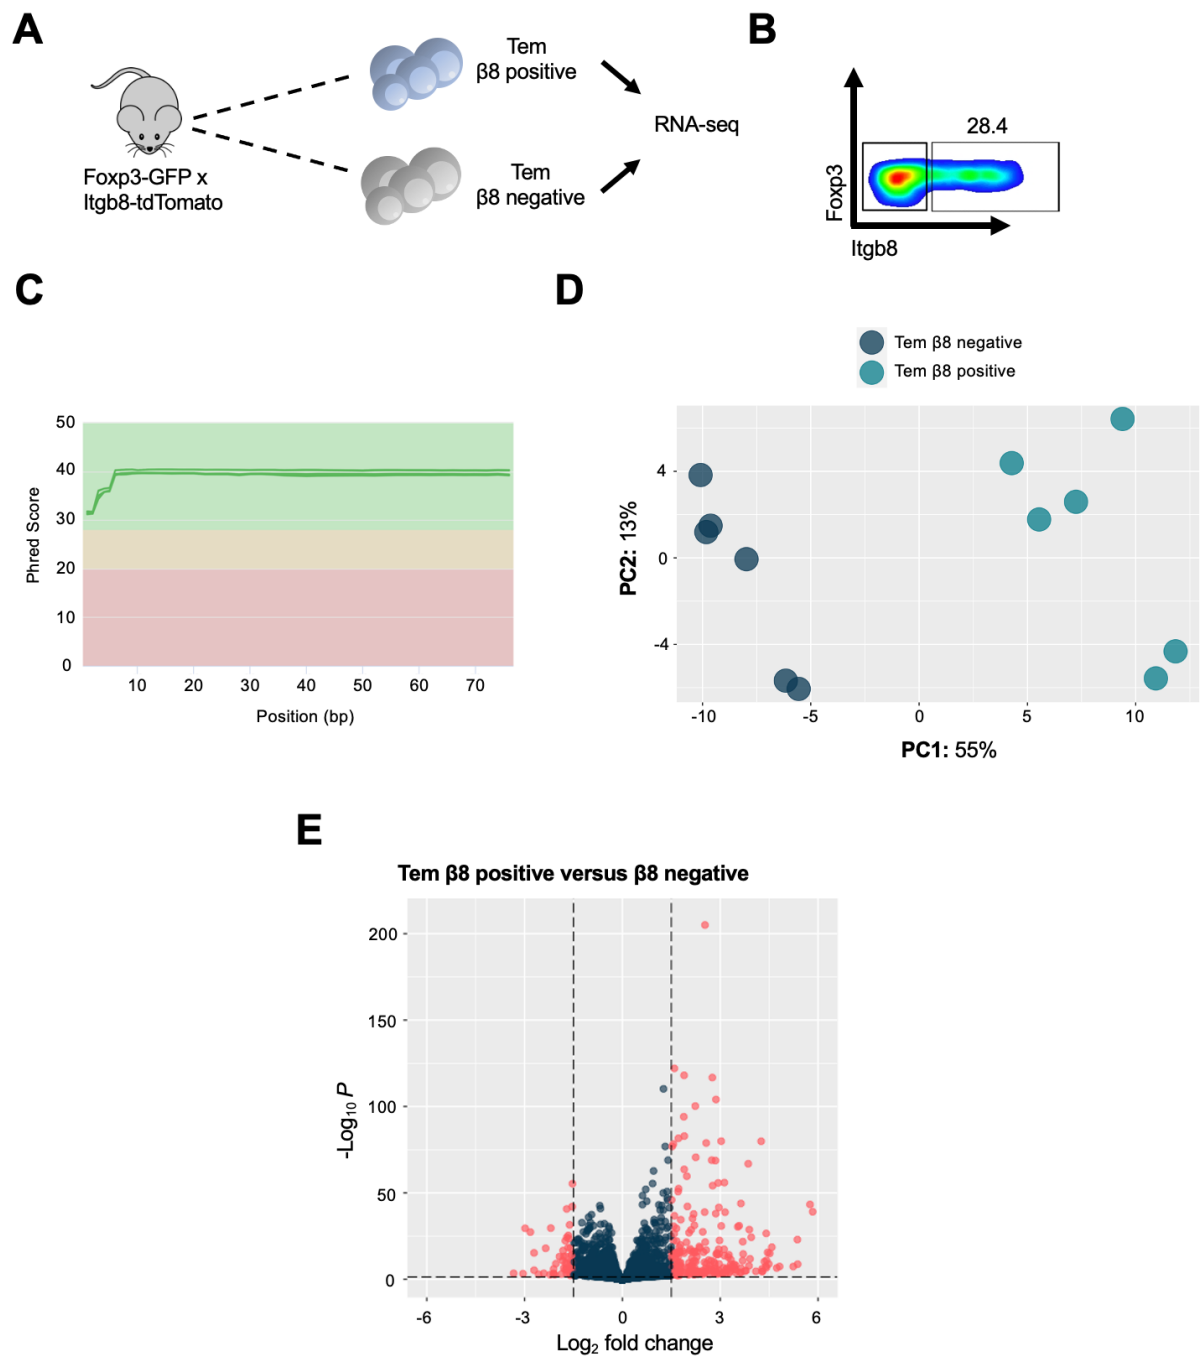 A
Tem
β8 positive
Tem
β8 negative
RNA-seq
Foxp3-GFP x
Itgb8-tdTomato
B
28.4
Foxp3
Itgb8
C
50
40
30
20
10
0
Phred Score
10 20 30 40 50 60 70
Position (bp)
D
Tem β8 negative
Tem β8 positive
4
0
-4
PC2: 13%
-10 -5 0 5 10
PC1: 55%
E
Tem β8 positive versus β8 negative
200
150
100
50
0
-Log₁₀ P
-6 -3 0 3 6
Log₂ fold change